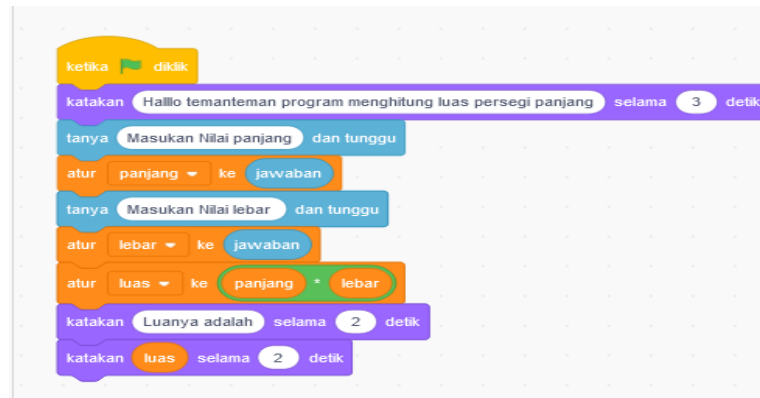 ketika diklik
katakan Halllo temanteman program menghitung luas persegi panjang selama 3 detik
tanya Masukan Nilai panjang dan tunggu
atur panjang ke jawaban
tanya Masukan Nilai lebar dan tunggu
atur lebar ke jawaban
atur luas ke panjang * lebar
katakan Luanya adalah selama 2 detik
katakan luas selama 2 detik